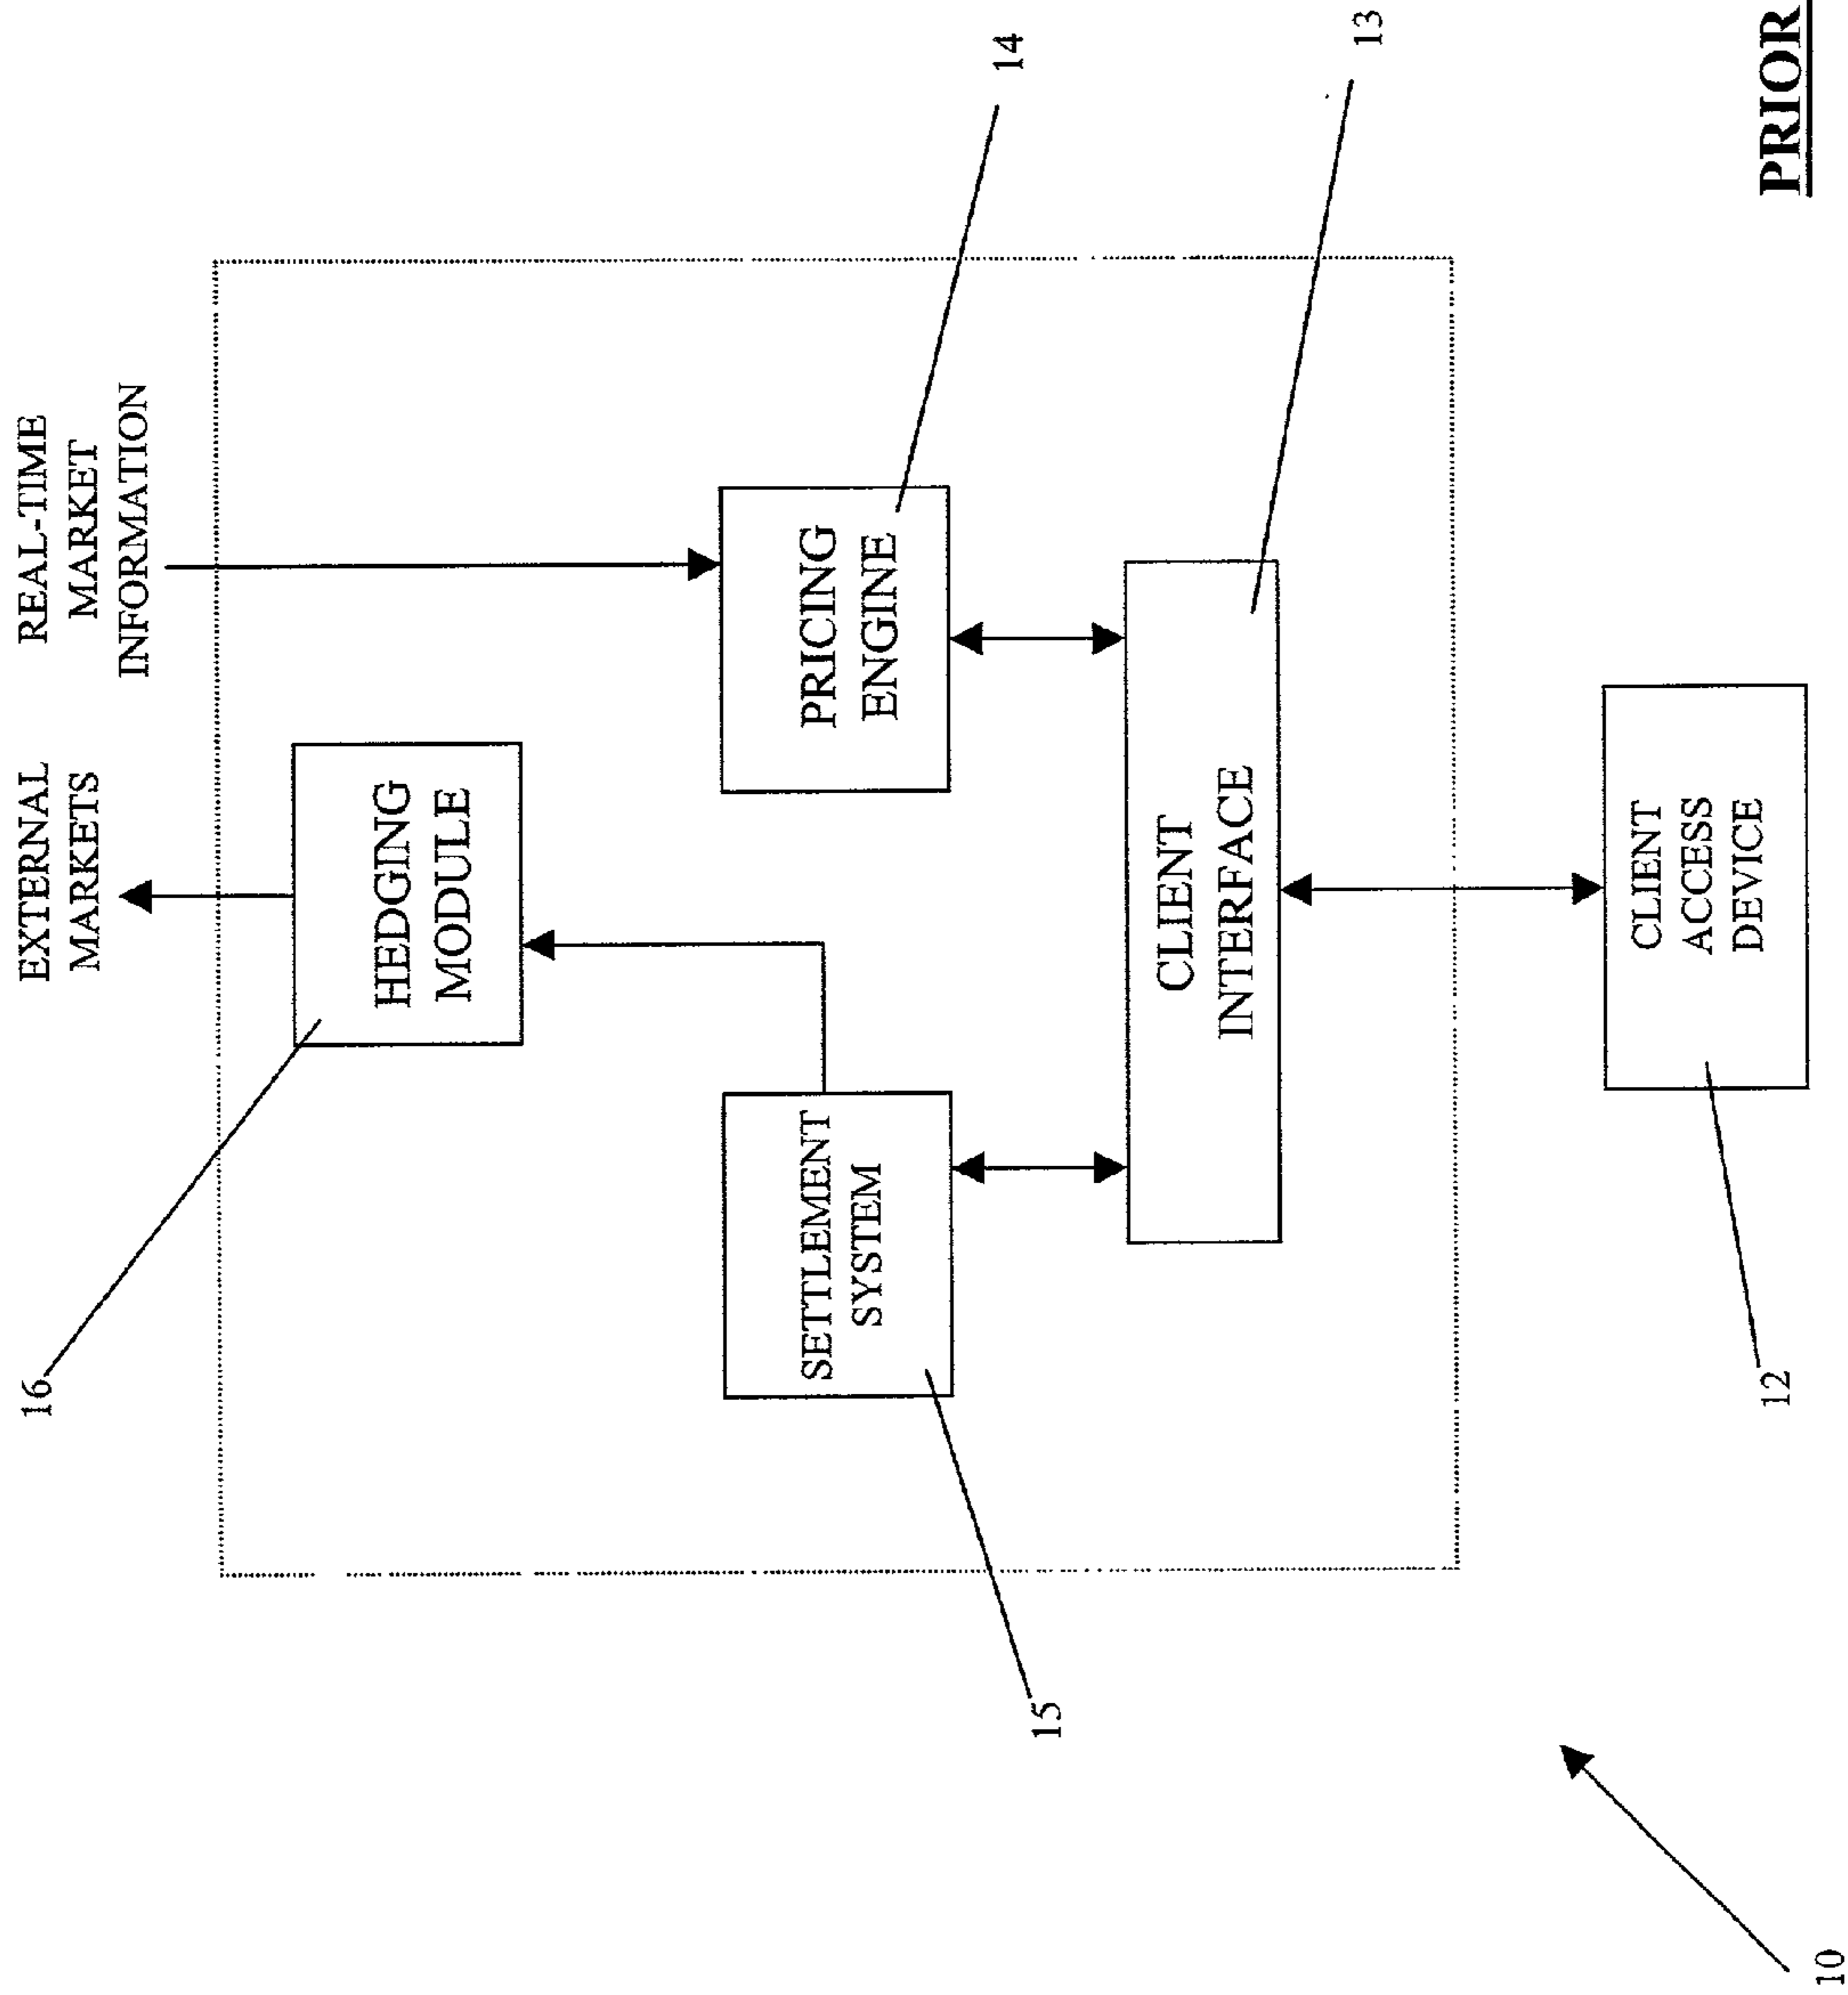 16
EXTERNAL
MARKETS
REAL-TIME
MARKET
INFORMATION
HEDGING
MODULE
15
SETTLEMENT
SYSTEM
PRICING
ENGINE
14
CLIENT
INTERFACE
13
10
12
CLIENT
ACCESS
DEVICE
PRIOR